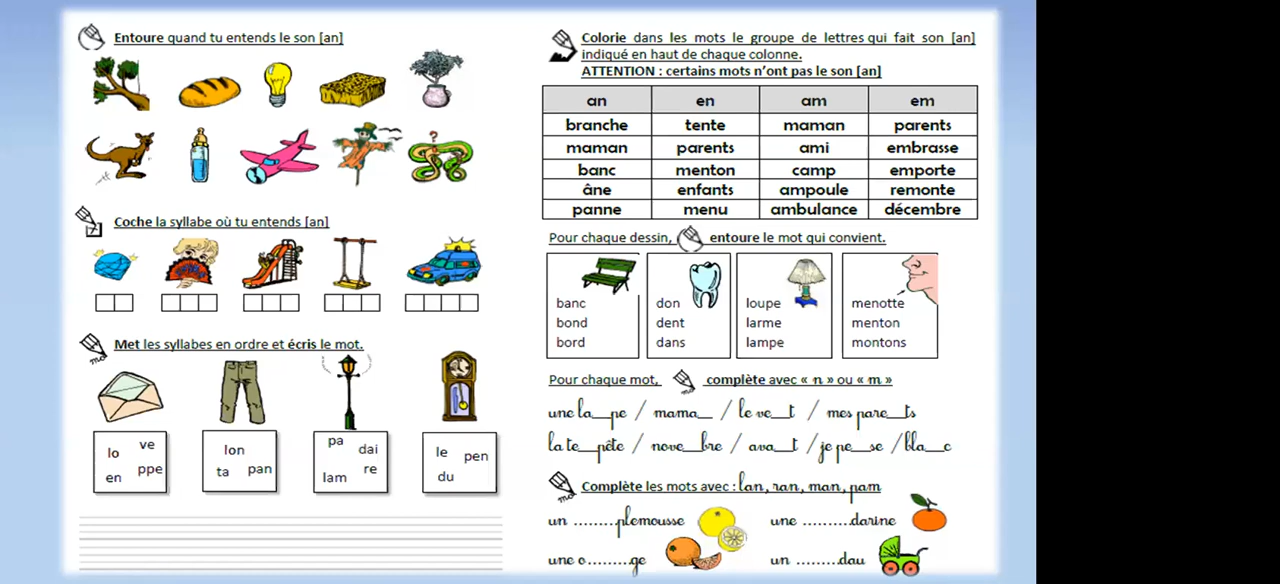 Entoure quand tu entends le son [an]
Coche la syllabe où tu entends [an]
Met les syllabes en ordre et écris le mot.
lo ve
en ppe
lon
ta pan
pa dai
lam re
le pen
du
Colorie dans les mots le groupe de lettres qui fait son [an]
indiqué en haut de chaque colonne.
ATTENTION : certains mots n'ont pas le son [an]
an en am em
branche tente maman parents
maman parents ami embrasse
banc menton camp emporte
âne enfants ampoule remonte
panne menu ambulance décembre
Pour chaque dessin, entoure le mot qui convient.
banc
bond
bord
don
dent
dans
loupe
larme
lampe
menotte
menton
montons
Pour chaque mot, complète avec « n » ou « m »
une la__pe / mama__ / le ve__t / mes pare__ts
la te__pête / nove__bre / ava__t / je pe__se / bla__c
Complète les mots avec : lan, ran, man, pam
un .........plemousse une ..........darine
une o.........ge un .........dau